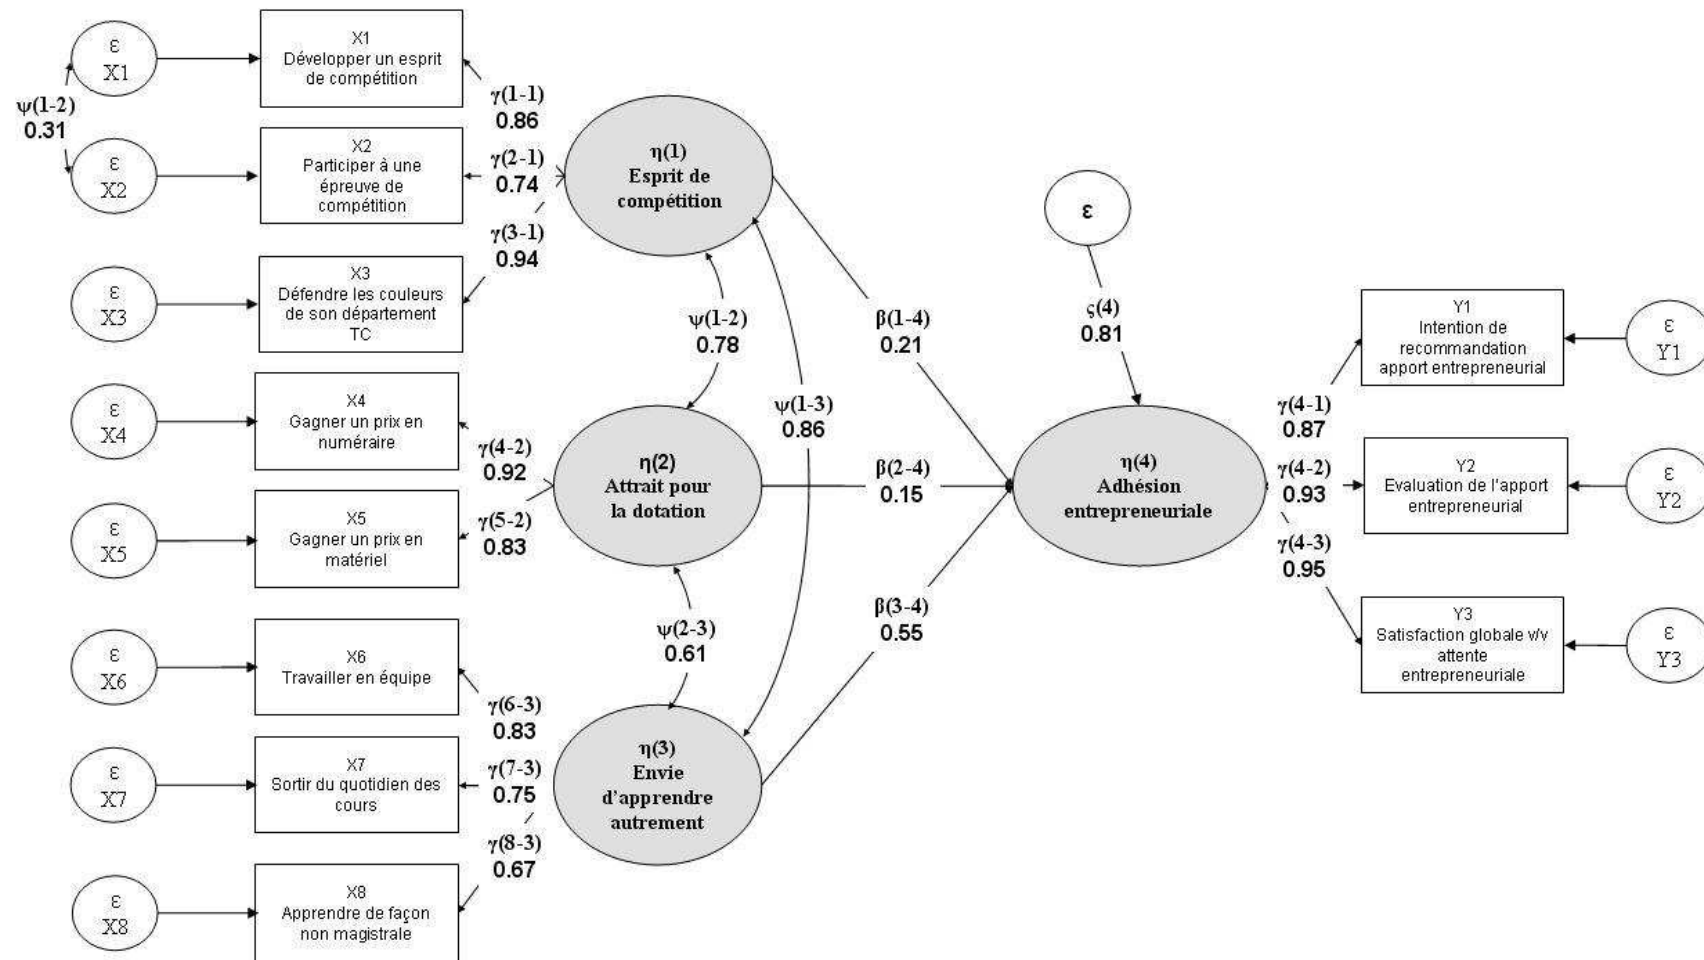 ε
X1
ψ(1-2)
0.31
ε
X2
ε
X3
ε
X4
ε
X5
ε
X6
ε
X7
ε
X8
X1
Développer un esprit
de compétition
X2
Participer à une
épreuve de
compétition
X3
Défendre les couleurs
de son département
TC
X4
Gagner un prix en
numéraire
X5
Gagner un prix en
matériel
X6
Travailler en équipe
X7
Sortir du quotidien des
cours
X8
Apprendre de façon
non magistrale
γ(1-1)
0.86
γ(2-1)
0.74
γ(3-1)
0.94
γ(4-2)
0.92
γ(5-2)
0.83
γ(6-3)
0.83
γ(7-3)
0.75
γ(8-3)
0.67
η(1)
Esprit de
compétition
ψ(1-2)
0.78
ψ(1-3)
0.86
η(2)
Attrait pour
la dotation
ψ(2-3)
0.61
η(3)
Envie
d'apprendre
autrement
β(1-4)
0.21
β(2-4)
0.15
β(3-4)
0.55
ε
ς(4)
0.81
η(4)
Adhésion
entrepreneuriale
γ(4-1)
0.87
γ(4-2)
0.93
γ(4-3)
0.95
Y1
Intention de
recommandation
apport entrepreneurial
Y2
Evaluation de l'apport
entrepreneurial
Y3
Satisfaction globale v/v
attente
entrepreneuriale
ε
Y1
ε
Y2
ε
Y3